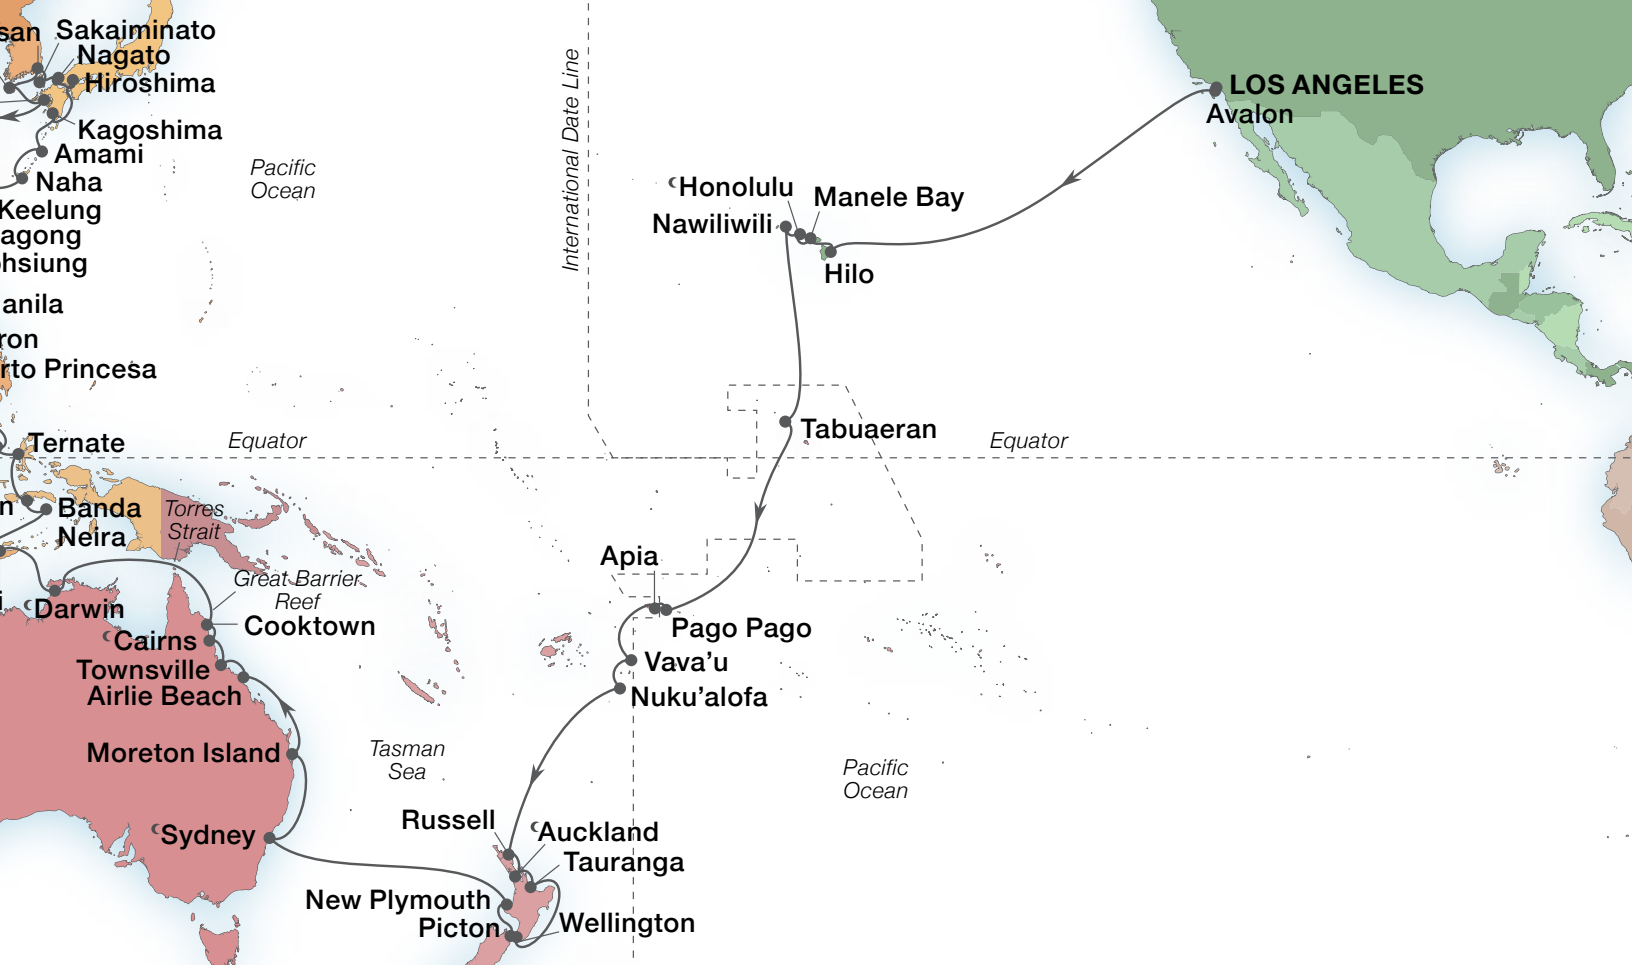 san
Sakaiminato
Nagato
Hiroshima
Kagoshima
Amami
Naha
Keelung
agong
ohsiung
anila
ron
rto Princesa
Ternate
n
Banda
Neira
Torres
Strait
Great Barrier
Reef
i
Darwin
Cooktown
Cairns
Townsville
Airlie Beach
Moreton Island
Sydney
Tasman
Sea
Pacific
Ocean
International Date Line
Equator
Equator
LOS ANGELES
Avalon
Honolulu
Manele Bay
Nawiliwili
Hilo
Tabuaeran
Apia
Pago Pago
Vava’u
Nuku’alofa
Pacific
Ocean
Russell
Auckland
Tauranga
New Plymouth
Picton
Wellington